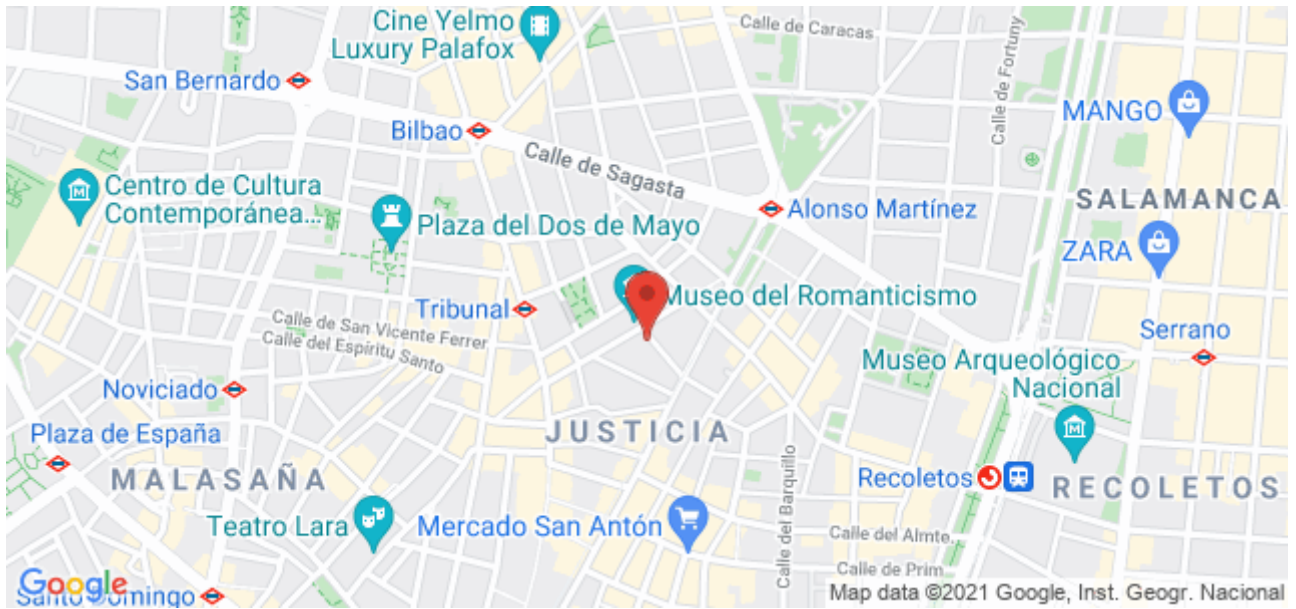 Cine Yelmo
Luxury Palafox
Calle de Caracas
Calle de Fortuny
San Bernardo
MANGO
Bilbao
Calle de Sagasta
Centro de Cultura
Contemporánea...
SALAMANCA
Plaza del Dos de Mayo
Alonso Martínez
ZARA
Museo del Romanticismo
Tribunal
Calle de San Vicente Ferrer
Calle del Espíritu Santo
Serrano
Museo Arqueológico
Nacional
Noviciado
Plaza de España
JUSTICIA
MALASAÑA
Calle del Barquillo
Recoletos
RECOLETOS
Teatro Lara
Mercado San Antón
Calle del Almte.
Calle de Prim
Google
Santo Domingo
Map data ©2021 Google, Inst. Geogr. Nacional